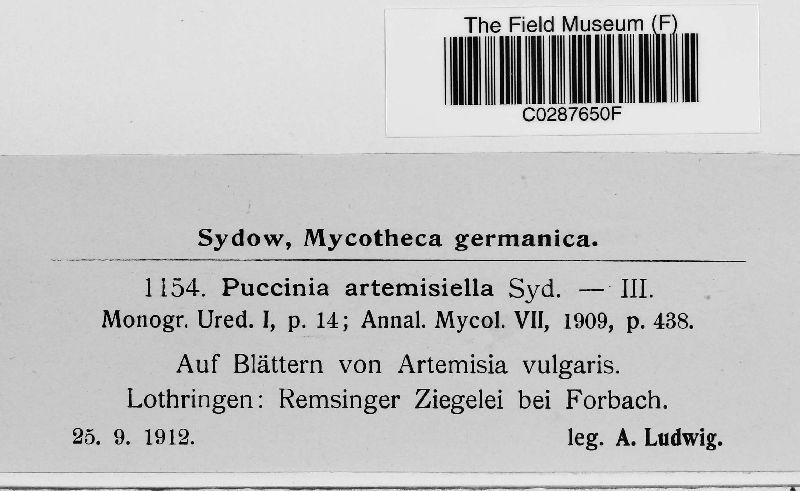 The Field Museum (F)
C0287650F
Sydow, Mycotheca germanica.
1154. Puccinia artemisiella Syd. — III.
Monogr. Ured. I, p. 14; Annal. Mycol. VII, 1909, p. 438.
Auf Blättern von Artemisia vulgaris.
Lothringen: Remsinger Ziegelei bei Forbach.
25. 9. 1912. leg. A. Ludwig.